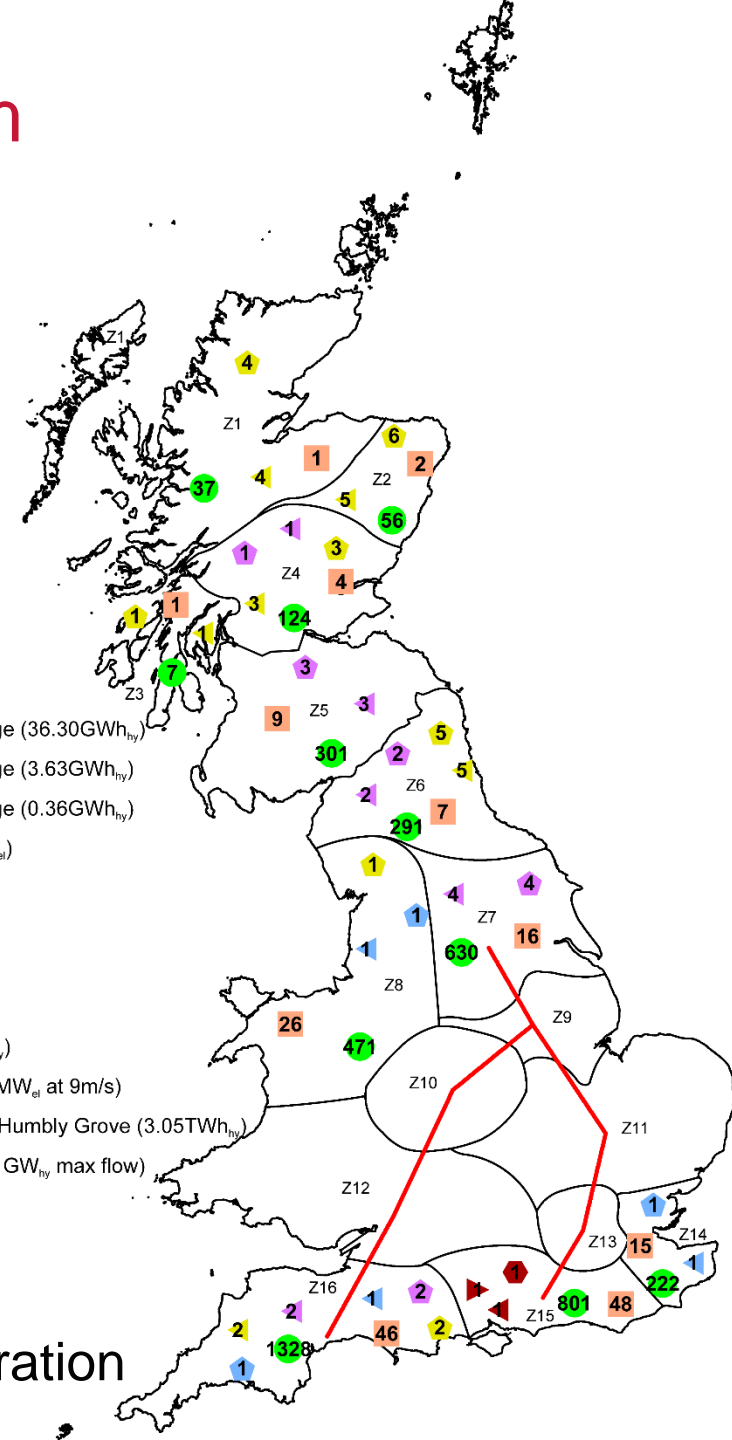 n
Z1
4
Z1
1
6
2
Z2
4
37
5
56
1
1
3
Z4
4
1
1
3
124
1
7
3
Z3
9
Z5
3
ge (36.30GWhhy)
301
5
2
ge (3.63GWhhy)
5
Z6
2
7
ge (0.36GWhhy)
291
el)
1
4
4
1
Z7
16
1
630
Z8
26
Z9
y)
471
Z10
MWel at 9m/s)
Humbly Grove (3.05TWhhy)
Z11
GWhy max flow)
Z12
1
Z13
15
Z14
1
1
Z16
222
1
2
1
2
1
Z15
801
48
2
46
2
1328
ration
1